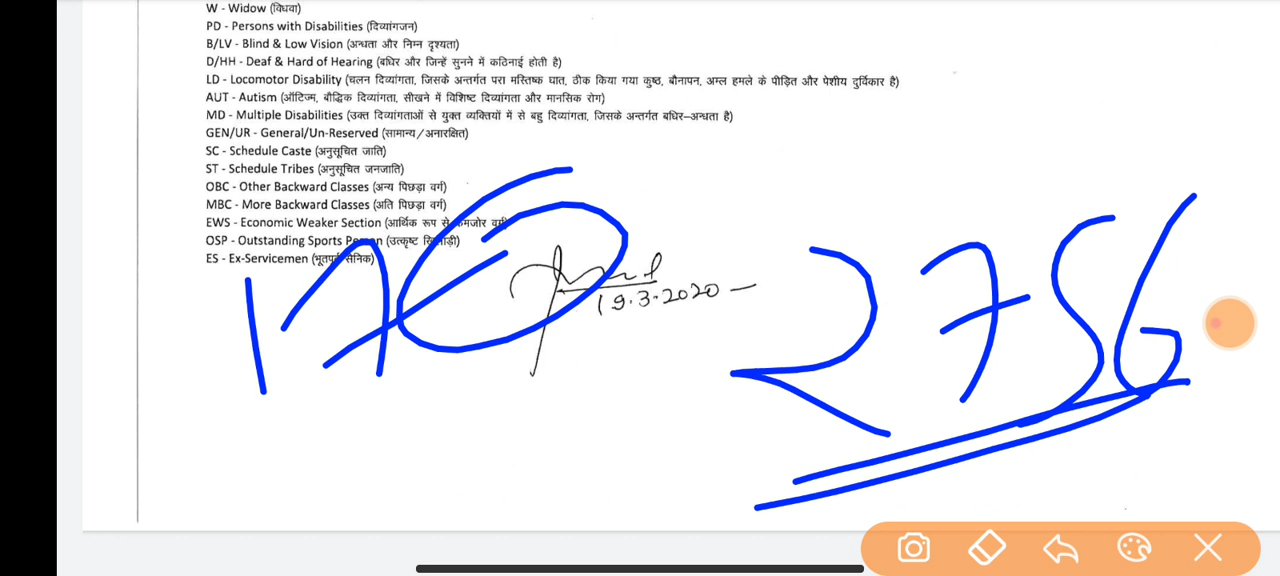 W - Widow (विधवा)
PD - Persons with Disabilities (दिव्यांगजन)
B/LV - Blind & Low Vision (अन्धता और निम्न दृश्यता)
D/HH - Deaf & Hard of Hearing (बधिर और जिन्हें सुनने में कठिनाई होती है)
LD - Locomotor Disability (चलन दिव्यांगता, जिसके अन्तर्गत परा मस्तिष्क घात, ठीक किया गया कुष्ठ, बौनापन, अम्ल हमले के पीड़ित और पेशीय दुर्विकार है)
AUT - Autism (ऑटिज्म, बौद्धिक दिव्यांगता, सीखने में विशिष्ट दिव्यांगता और मानसिक रोग)
MD - Multiple Disabilities (उक्त दिव्यांगताओं से युक्त व्यक्तियों में से बहु दिव्यांगता, जिसके अन्तर्गत बधिर–अन्धता है)
GEN/UR - General/Un-Reserved (सामान्य/अनारक्षित)
SC - Schedule Caste (अनुसूचित जाति)
ST - Schedule Tribes (अनुसूचित जनजाति)
OBC - Other Backward Classes (अन्य पिछड़ा वर्ग)
MBC - More Backward Classes (अति पिछड़ा वर्ग)
EWS - Economic Weaker Section (आर्थिक रूप से कमजोर वर्ग)
OSP - Outstanding Sports Person (उत्कृष्ट खिलाड़ी)
ES - Ex-Servicemen (भूतपूर्व सैनिक)
19.3.2020
2756